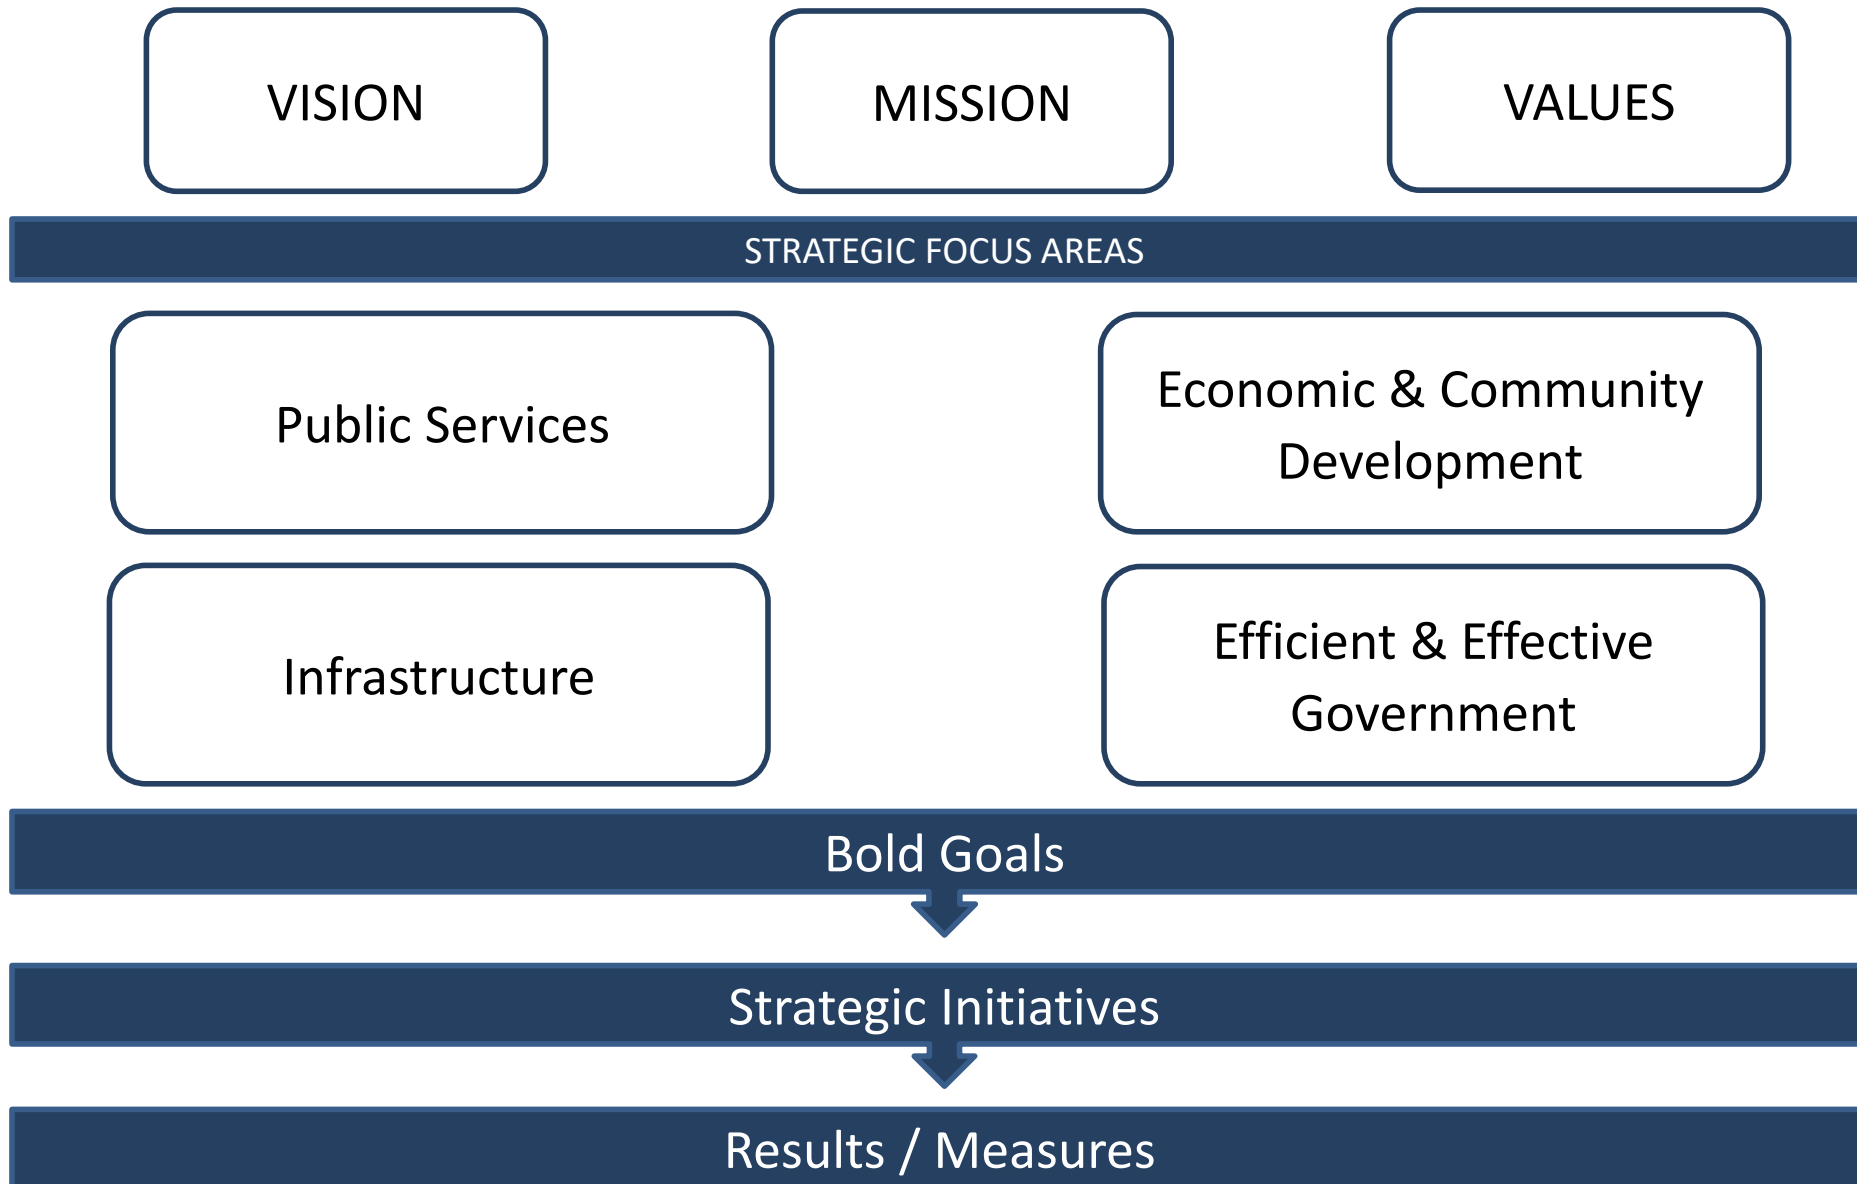 VISION
MISSION
VALUES
STRATEGIC FOCUS AREAS
Public Services
Economic & Community
Development
Infrastructure
Efficient & Effective
Government
Bold Goals
Strategic Initiatives
Results / Measures